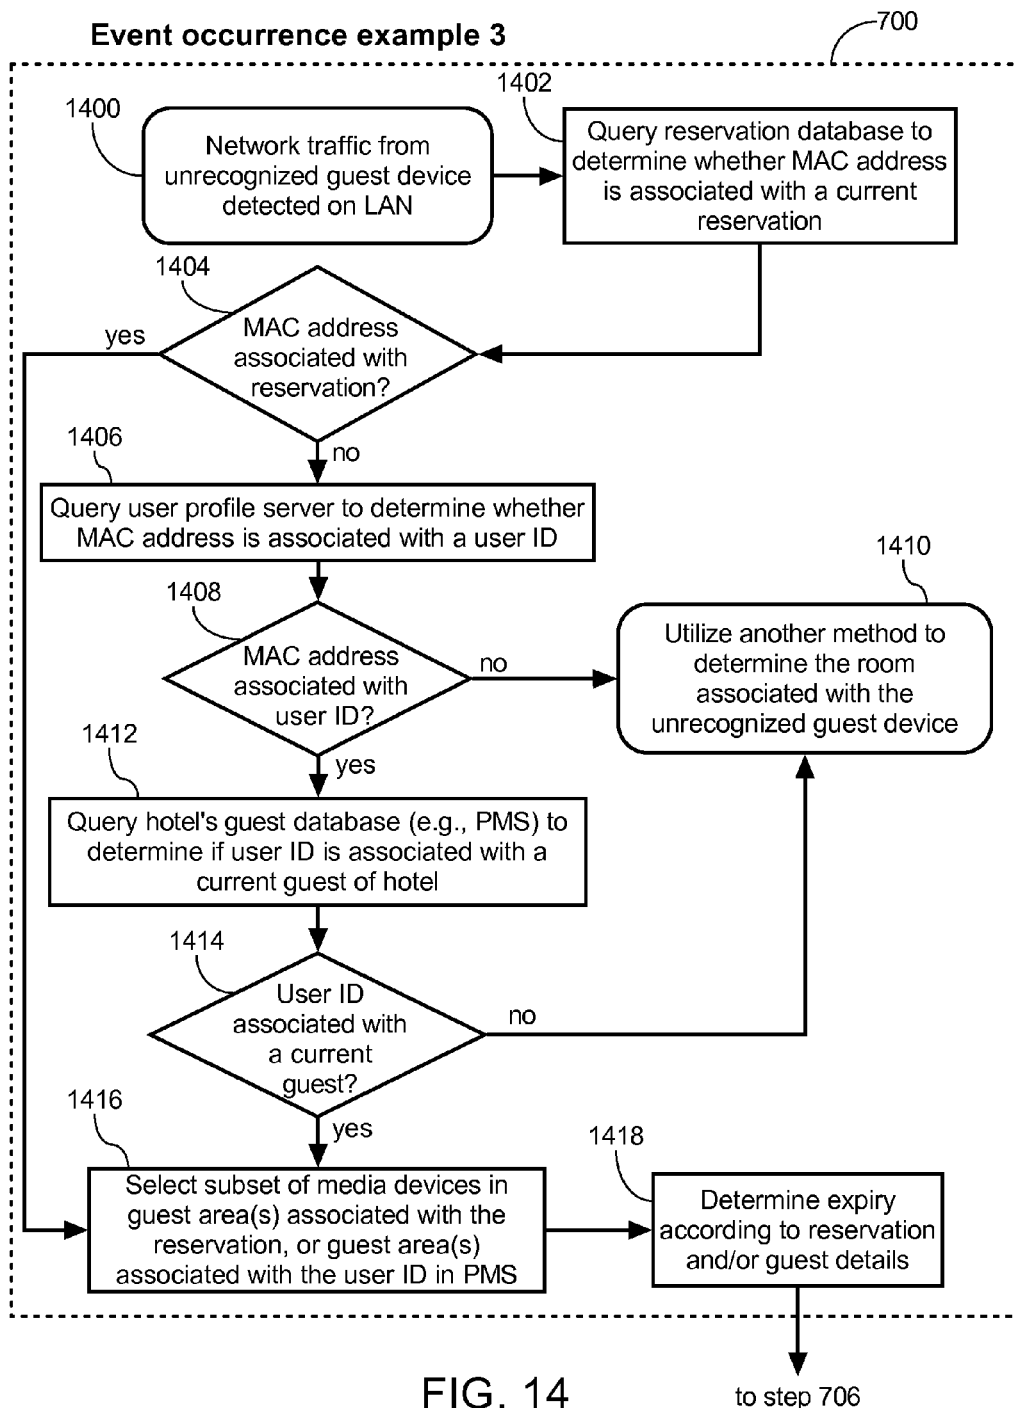 Event occurrence example 3
700
1400
Network traffic from
unrecognized guest device
detected on LAN
1402
Query reservation database to
determine whether MAC address
is associated with a current
reservation
1404
MAC address
associated with
reservation?
yes
no
1406
Query user profile server to determine whether
MAC address is associated with a user ID
1408
MAC address
associated with
user ID?
no
yes
1410
Utilize another method to
determine the room
associated with the
unrecognized guest device
1412
Query hotel's guest database (e.g., PMS) to
determine if user ID is associated with a
current guest of hotel
1414
User ID
associated with
a current
guest?
no
yes
1416
Select subset of media devices in
guest area(s) associated with the
reservation, or guest area(s)
associated with the user ID in PMS
1418
Determine expiry
according to reservation
and/or guest details
to step 706
FIG. 14